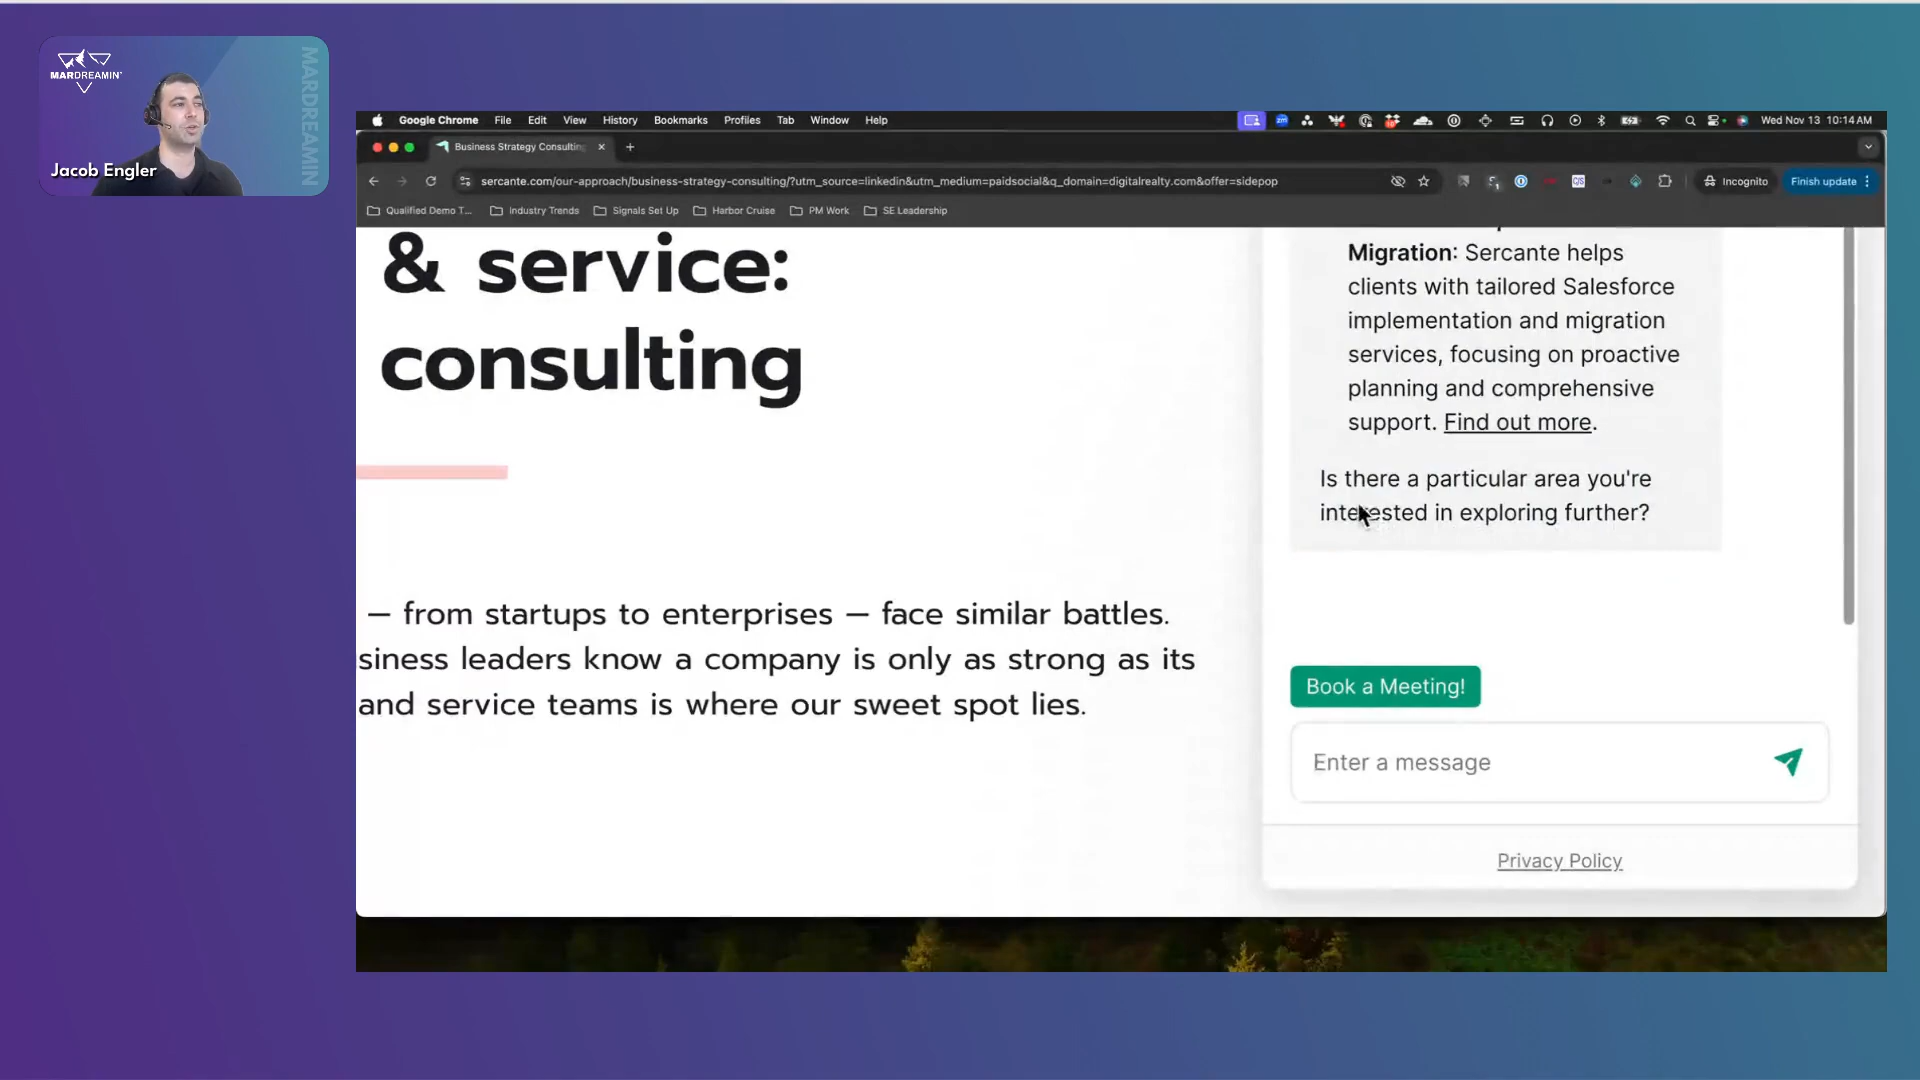 MARDREAMIN'
MARDREAMIN
Jacob Engler
Google Chrome File Edit View History Bookmarks Profiles Tab Window Help
Wed Nov 13 10:14 AM
Business Strategy Consulting
sercante.com/our-approach/business-strategy-consulting/?utm_source=linkedin&utm_medium=paidsocial&q_domain=digitalrealty.com&offer=sidepop
Incognito
Finish update
Qualified Demo T... Industry Trends Signals Set Up Harbor Cruise PM Work SE Leadership
& service:
consulting
— from startups to enterprises — face similar battles.
siness leaders know a company is only as strong as its
and service teams is where our sweet spot lies.
Migration: Sercante helps
clients with tailored Salesforce
implementation and migration
services, focusing on proactive
planning and comprehensive
support. Find out more.
Is there a particular area you're
interested in exploring further?
Book a Meeting!
Enter a message
Privacy Policy